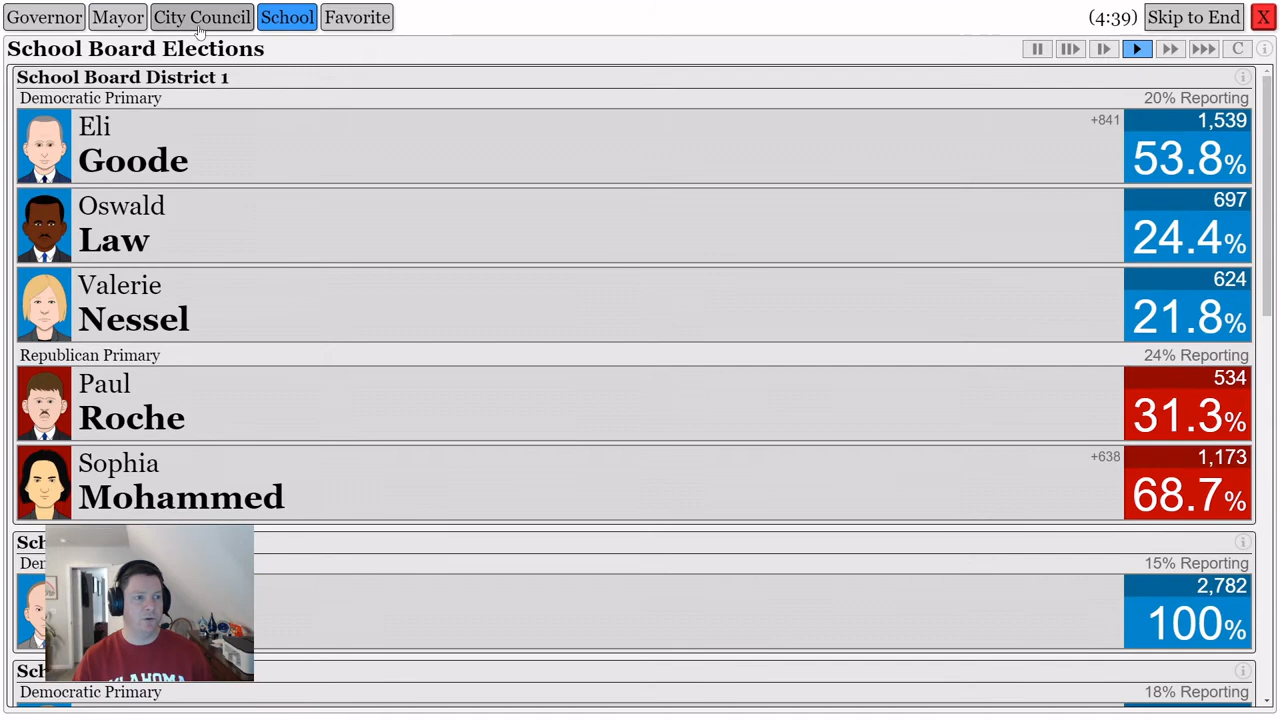 Governor Mayor City Council School Favorite (4:39) Skip to End X
School Board Elections C i
School Board District 1 i
Democratic Primary 20% Reporting
Eli +841 1,539
Goode 53.8%
Oswald 697
Law 24.4%
Valerie 624
Nessel 21.8%
Republican Primary 24% Reporting
Paul 534
Roche 31.3%
Sophia +638 1,173
Mohammed 68.7%
Sch i
Der 15% Reporting
2,782
100%
Sch i
Democratic Primary 18% Reporting